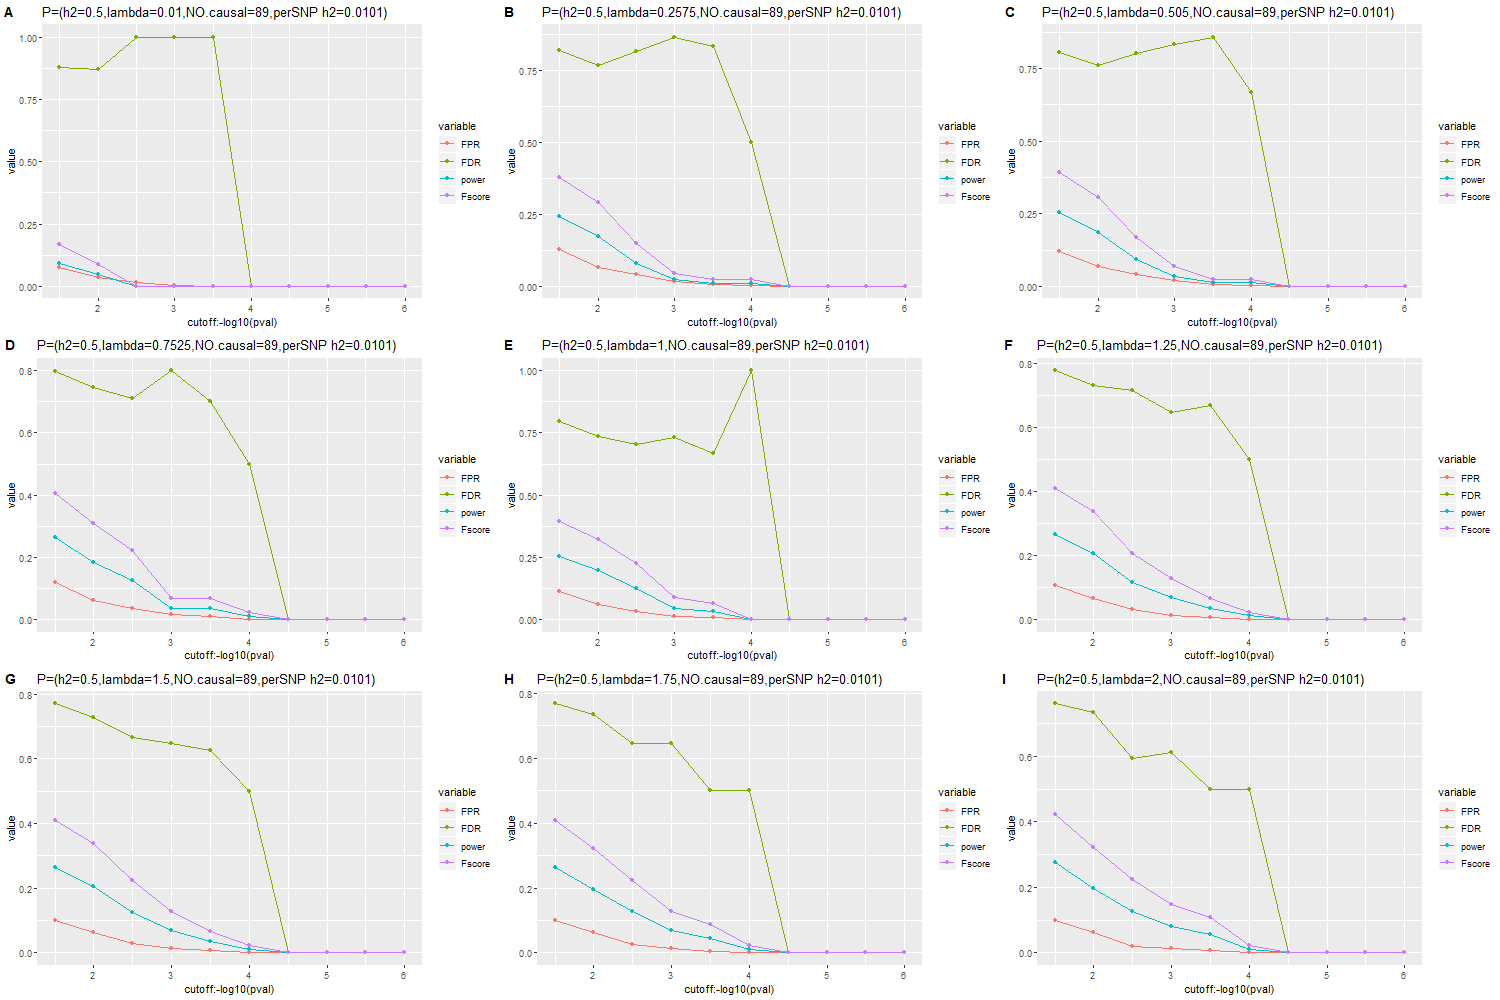 A P=(h2=0.5,lambda=0.01,NO.causal=89,perSNP h2=0.0101)
1.00
0.75
0.50
0.25
0.00
value
2 3 4 5 6
cutoff:-log10(pval)
variable
FPR
FDR
power
Fscore
B P=(h2=0.5,lambda=0.2575,NO.causal=89,perSNP h2=0.0101)
0.75
0.50
0.25
0.00
value
2 3 4 5 6
cutoff:-log10(pval)
variable
FPR
FDR
power
Fscore
C P=(h2=0.5,lambda=0.505,NO.causal=89,perSNP h2=0.0101)
0.75
0.50
0.25
0.00
value
2 3 4 5 6
cutoff:-log10(pval)
variable
FPR
FDR
power
Fscore
D P=(h2=0.5,lambda=0.7525,NO.causal=89,perSNP h2=0.0101)
0.8
0.6
0.4
0.2
0.0
value
2 3 4 5 6
cutoff:-log10(pval)
variable
FPR
FDR
power
Fscore
E P=(h2=0.5,lambda=1,NO.causal=89,perSNP h2=0.0101)
1.00
0.75
0.50
0.25
0.00
value
2 3 4 5 6
cutoff:-log10(pval)
variable
FPR
FDR
power
Fscore
F P=(h2=0.5,lambda=1.25,NO.causal=89,perSNP h2=0.0101)
0.8
0.6
0.4
0.2
0.0
value
2 3 4 5 6
cutoff:-log10(pval)
variable
FPR
FDR
power
Fscore
G P=(h2=0.5,lambda=1.5,NO.causal=89,perSNP h2=0.0101)
0.8
0.6
0.4
0.2
0.0
value
2 3 4 5 6
cutoff:-log10(pval)
variable
FPR
FDR
power
Fscore
H P=(h2=0.5,lambda=1.75,NO.causal=89,perSNP h2=0.0101)
0.8
0.6
0.4
0.2
0.0
value
2 3 4 5 6
cutoff:-log10(pval)
variable
FPR
FDR
power
Fscore
I P=(h2=0.5,lambda=2,NO.causal=89,perSNP h2=0.0101)
0.6
0.4
0.2
0.0
value
2 3 4 5 6
cutoff:-log10(pval)
variable
FPR
FDR
power
Fscore